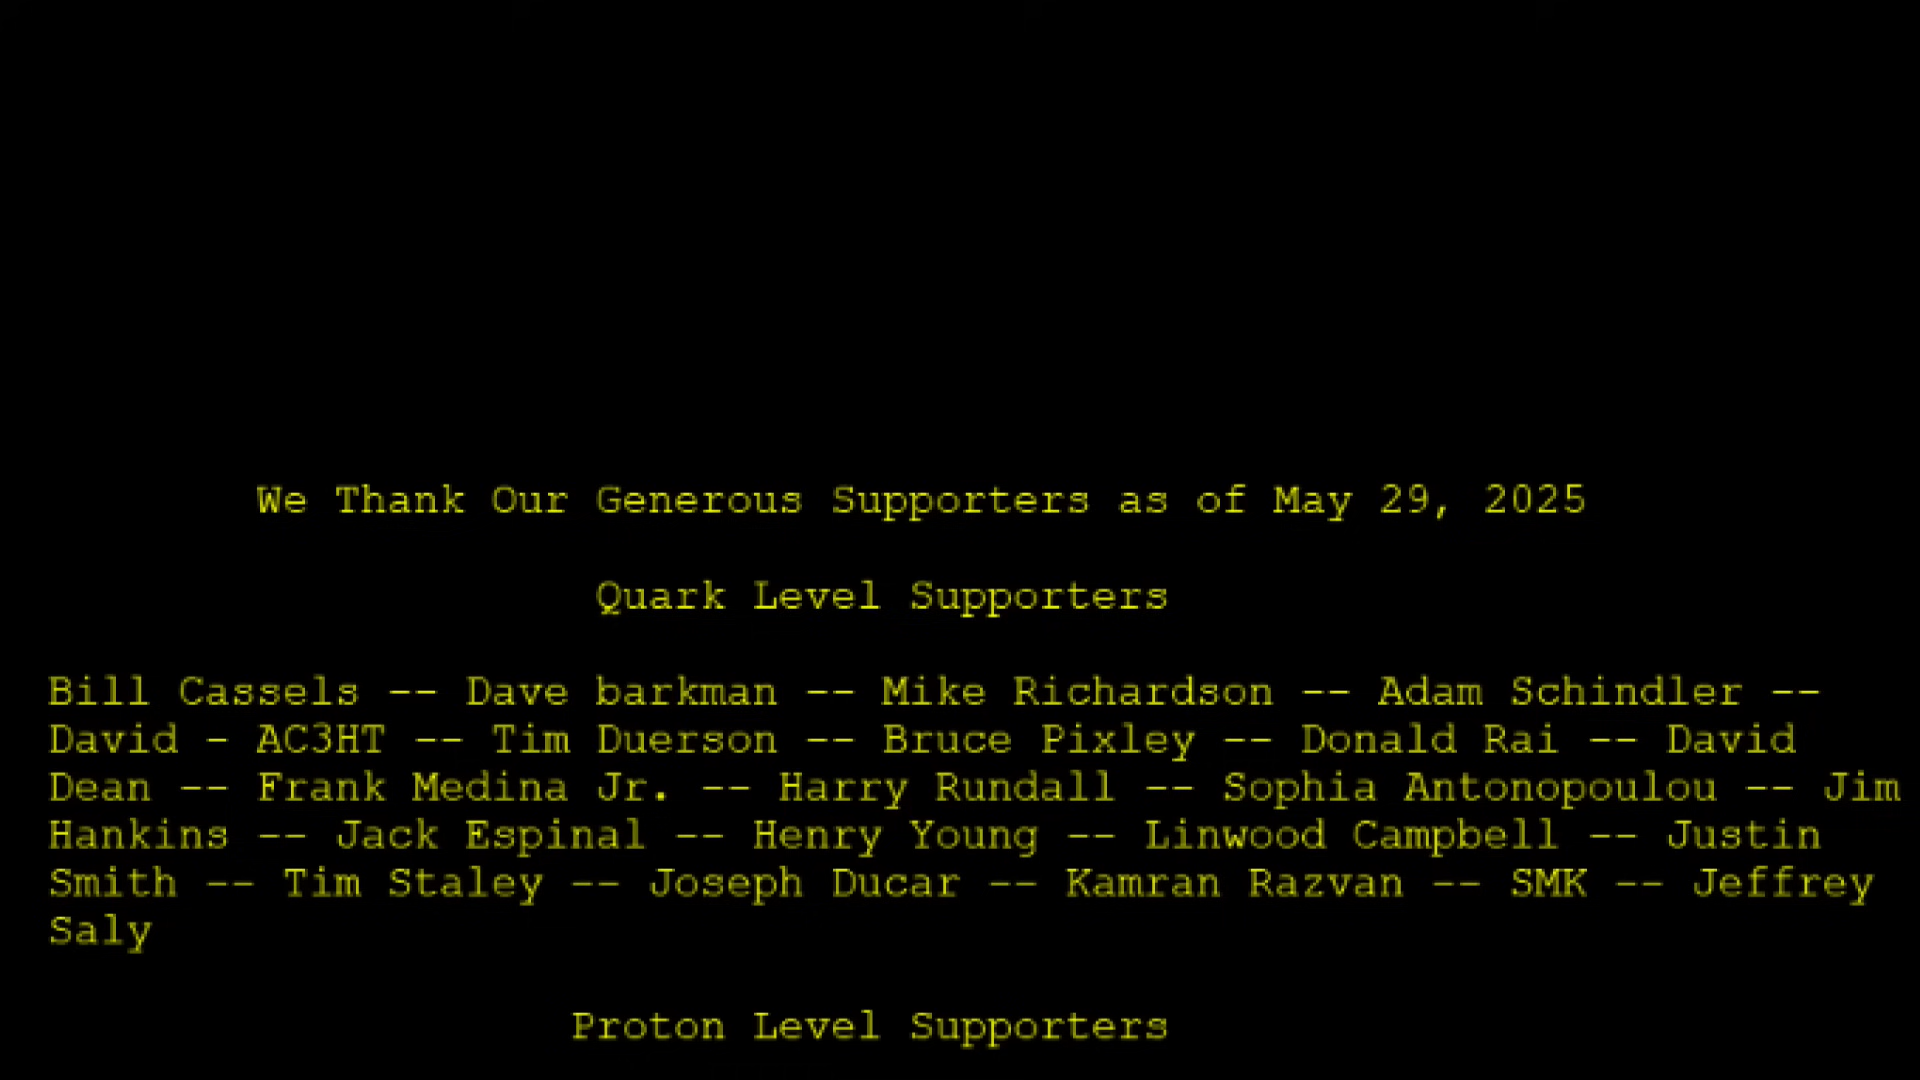 We Thank Our Generous Supporters as of May 29, 2025
Quark Level Supporters
Bill Cassels -- Dave barkman -- Mike Richardson -- Adam Schindler --
David - AC3HT -- Tim Duerson -- Bruce Pixley -- Donald Rai -- David
Dean -- Frank Medina Jr. -- Harry Rundall -- Sophia Antonopoulou -- Jim
Hankins -- Jack Espinal -- Henry Young -- Linwood Campbell -- Justin
Smith -- Tim Staley -- Joseph Ducar -- Kamran Razvan -- SMK -- Jeffrey
Saly
Proton Level Supporters